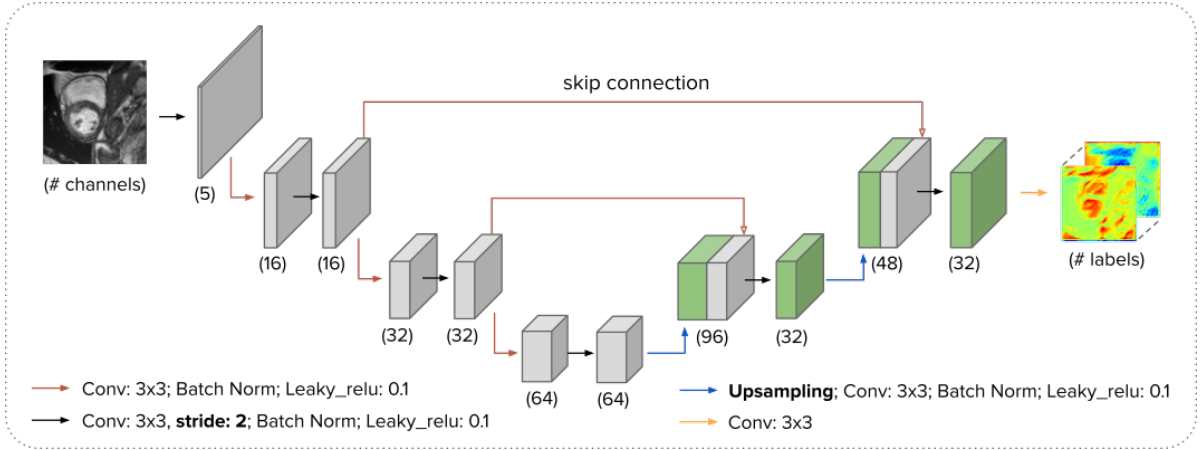 skip connection
(# channels)
(5)
(16)
(16)
(32)
(32)
(64)
(64)
(96)
(32)
(48)
(32)
(# labels)
Conv: 3x3; Batch Norm; Leaky_relu: 0.1
Conv: 3x3, stride: 2; Batch Norm; Leaky_relu: 0.1
Upsampling; Conv: 3x3; Batch Norm; Leaky_relu: 0.1
Conv: 3x3